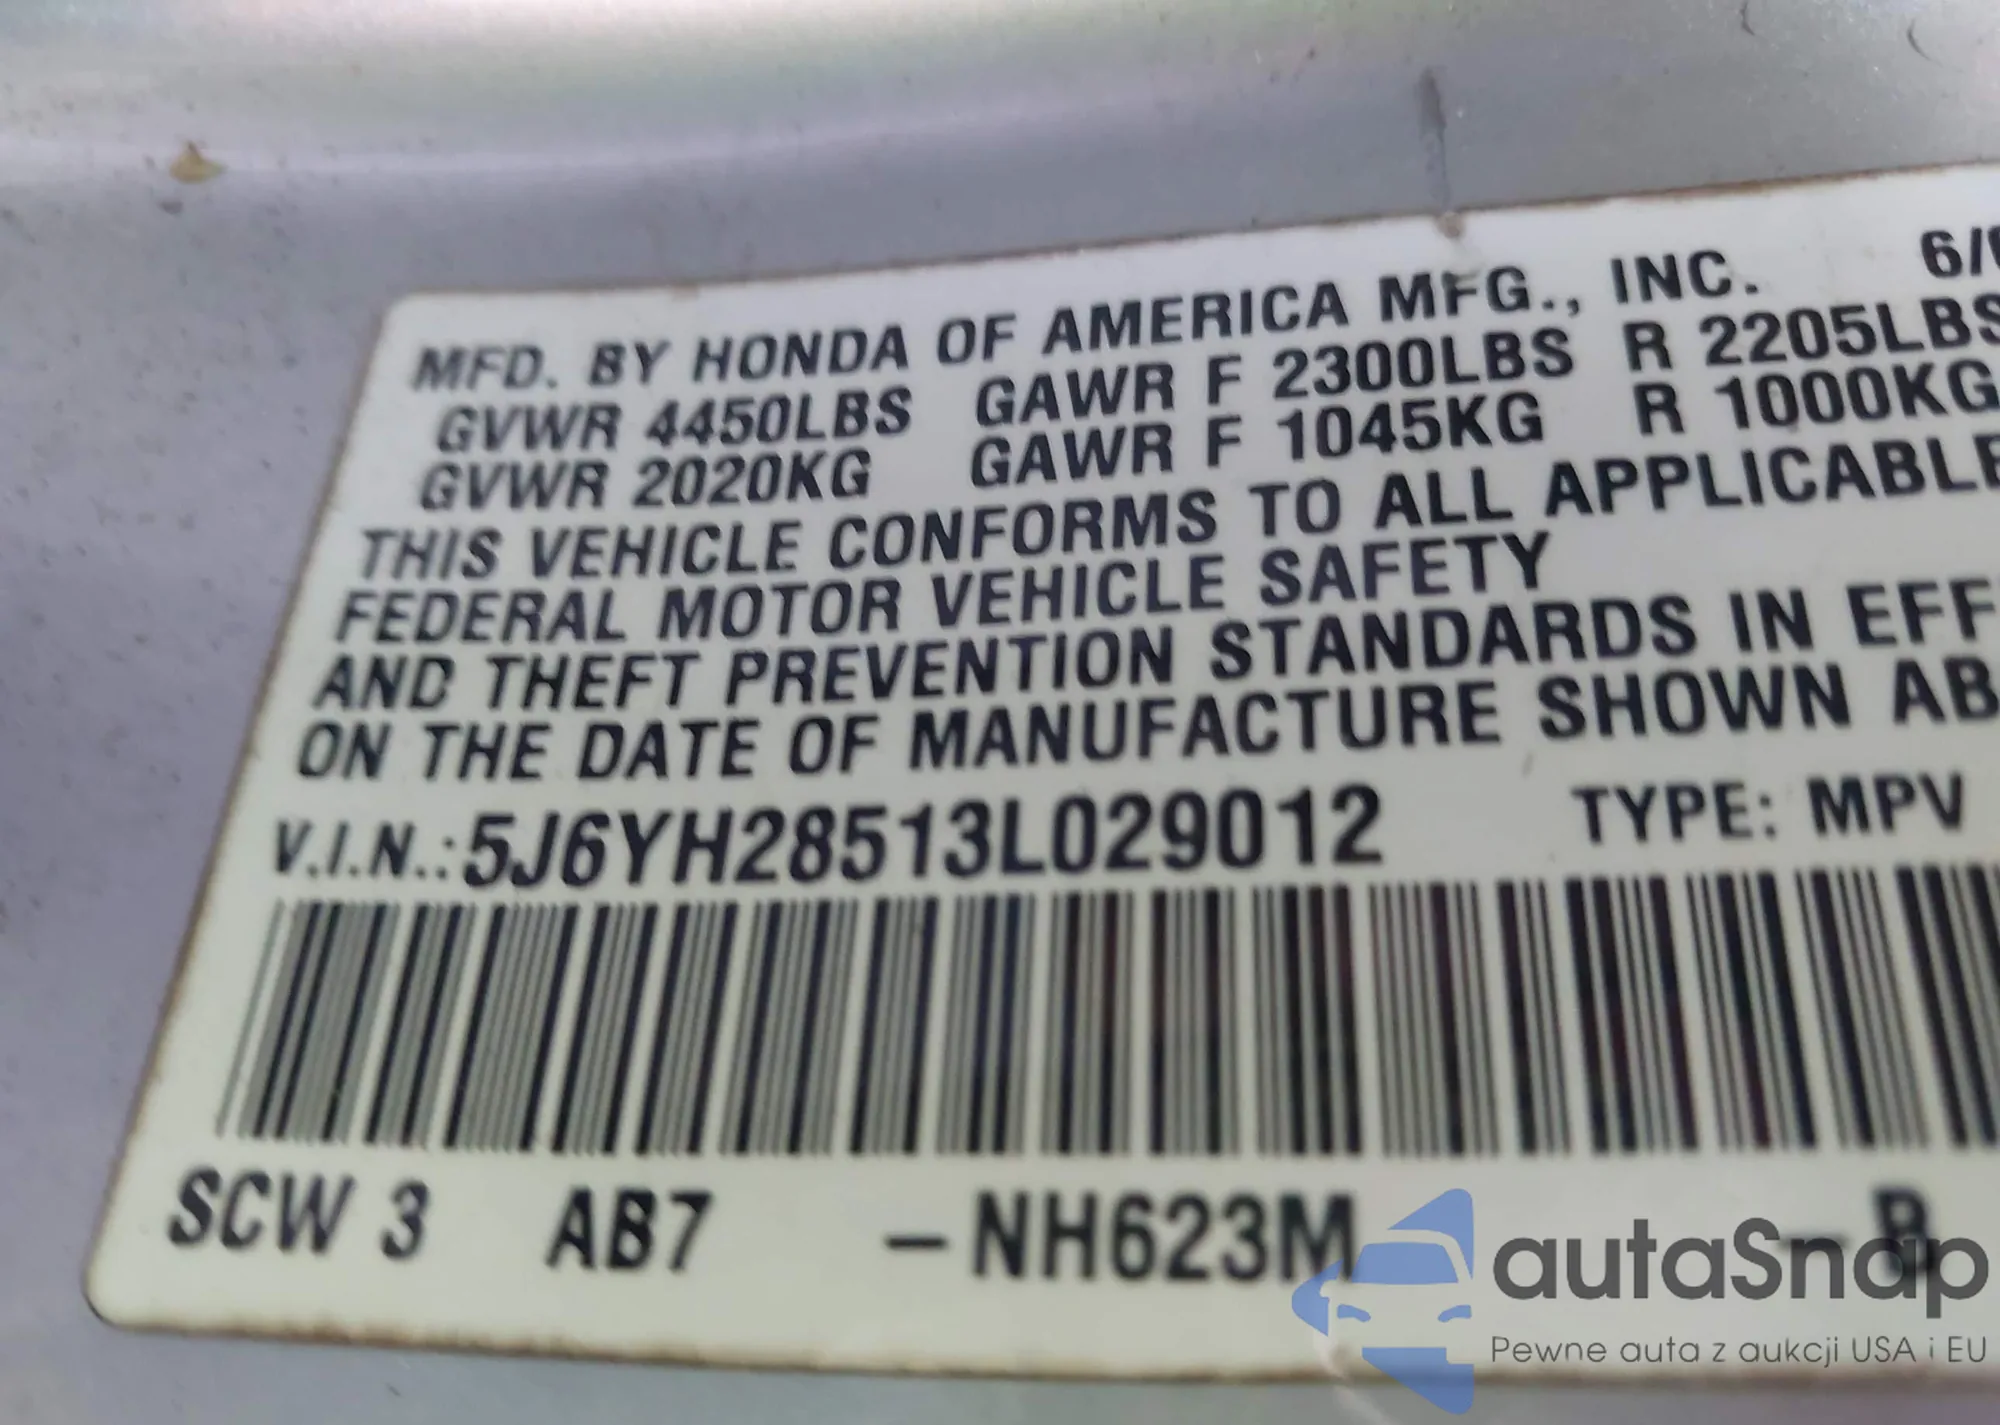 MFD. BY HONDA OF AMERICA MFG., INC. 6/
GVWR 4450LBS GAWR F 2300LBS R 2205LBS
GVWR 2020KG GAWR F 1045KG R 1000KG
THIS VEHICLE CONFORMS TO ALL APPLICABLE
FEDERAL MOTOR VEHICLE SAFETY
AND THEFT PREVENTION STANDARDS IN EFF
ON THE DATE OF MANUFACTURE SHOWN AB
V.I.N.:5J6YH28513L029012 TYPE: MPV
SCW 3 AB7 -NH623M - B
autaSnap
Pewne auta z aukcji USA i EU